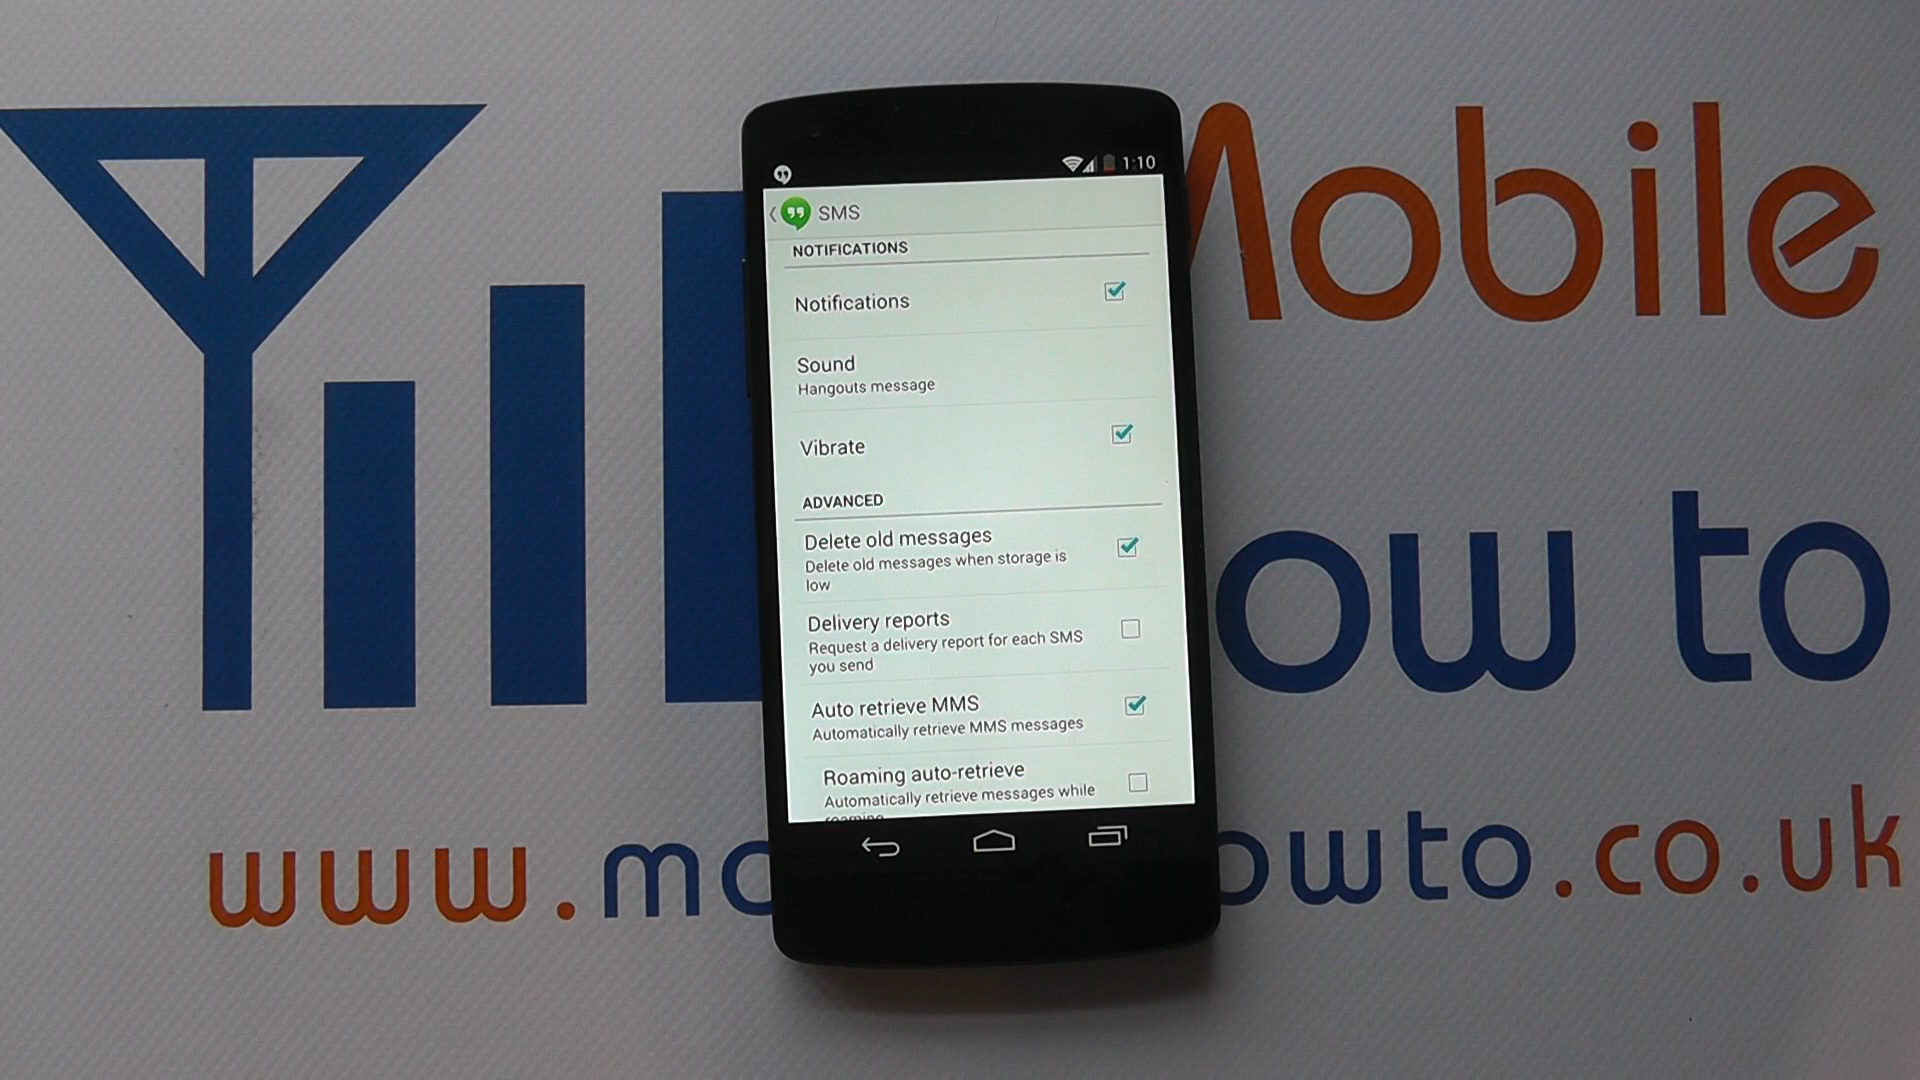 Mobile
ow to
www.mo
owto.co.uk
1:10
SMS
NOTIFICATIONS
Notifications
Sound
Hangouts message
Vibrate
ADVANCED
Delete old messages
Delete old messages when storage is
low
Delivery reports
Request a delivery report for each SMS
you send
Auto retrieve MMS
Automatically retrieve MMS messages
Roaming auto-retrieve
Automatically retrieve messages while
roaming